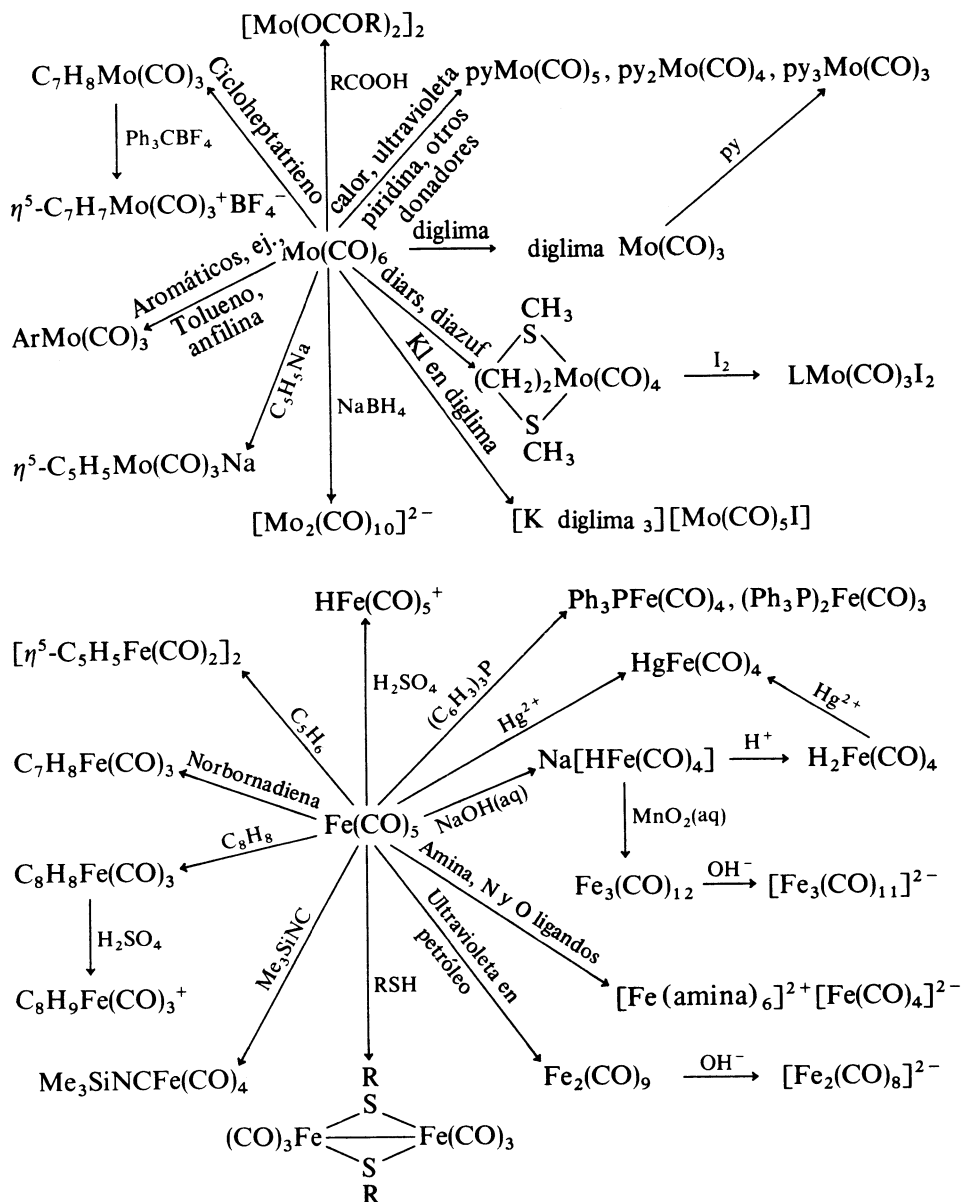 [Mo(OCOR)₂]₂
C₇H₈Mo(CO)₃
Cicloheptatrieno
RCOOH
calor, ultravioleta
piridina, otros
donadores
pyMo(CO)₅, py₂Mo(CO)₄, py₃Mo(CO)₃
Ph₃CBF₄
py
η⁵-C₇H₇Mo(CO)₃⁺BF₄⁻
Mo(CO)₆
diglima
diglima Mo(CO)₃
Aromáticos, ej.,
Tolueno,
anfilina
ArMo(CO)₃
diars, diazuf
CH₃
S
(CH₂)₂Mo(CO)₄
S
CH₃
I₂
LMo(CO)₃I₂
C₅H₅Na
NaBH₄
KI en diglima
η⁵-C₅H₅Mo(CO)₃Na
[Mo₂(CO)₁₀]²⁻
[K diglima ₃][Mo(CO)₅I]
HFe(CO)₅⁺
Ph₃PFe(CO)₄, (Ph₃P)₂Fe(CO)₃
[η⁵-C₅H₅Fe(CO)₂]₂
H₂SO₄
(C₆H₃)₃P
HgFe(CO)₄
C₅H₆
Hg²⁺
Hg²⁺
C₇H₈Fe(CO)₃
Norbornadiena
Na[HFe(CO)₄]
H⁺
H₂Fe(CO)₄
Fe(CO)₅
NaOH(aq)
MnO₂(aq)
C₈H₈
C₈H₈Fe(CO)₃
Amina, N y O ligandos
Fe₃(CO)₁₂
OH⁻
[Fe₃(CO)₁₁]²⁻
H₂SO₄
Me₃SiNC
RSH
Ultravioleta en
petróleo
C₈H₉Fe(CO)₃⁺
[Fe (amina)₆]²⁺[Fe(CO)₄]²⁻
Me₃SiNCFe(CO)₄
Fe₂(CO)₉
OH⁻
[Fe₂(CO)₈]²⁻
R
S
(CO)₃Fe
Fe(CO)₃
S
R